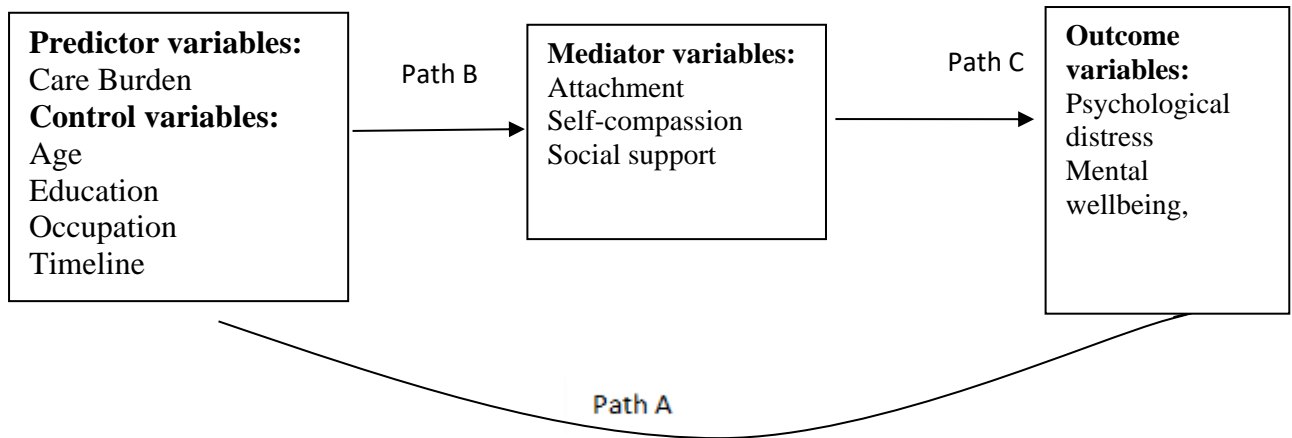 Predictor variables:
Care Burden
Control variables:
Age
Education
Occupation
Timeline
Path B
Mediator variables:
Attachment
Self-compassion
Social support
Path C
Outcome
variables:
Psychological
distress
Mental
wellbeing,
Path A